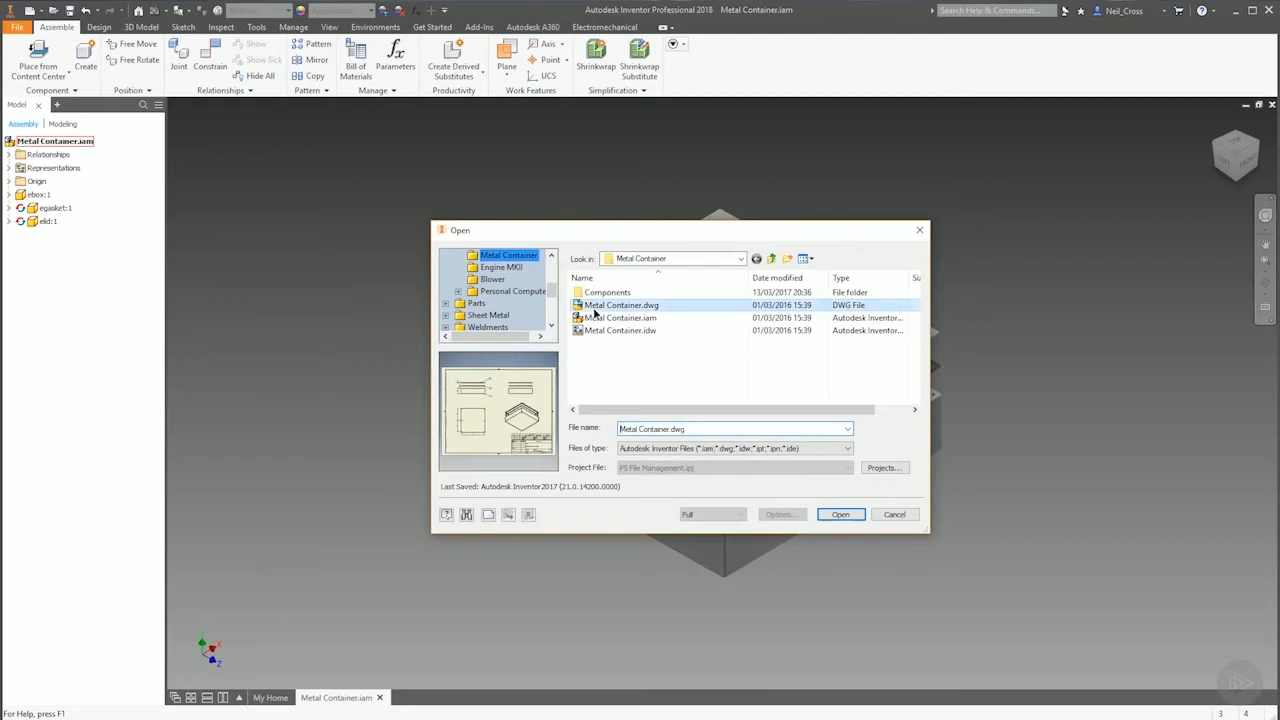 Autodesk Inventor Professional 2018 Metal Container.iam
Search Help & Commands...
Neil_Cross
File Assemble Design 3D Model Sketch Inspect Tools Manage View Environments Get Started Add-Ins Autodesk A360 Electromechanical
Place from
Content Center
Create
Free Move
Free Rotate
Joint
Constrain
Show
Show Sick
Hide All
Pattern
Mirror
Copy
Bill of
Materials
Parameters
Create Derived
Substitutes
Plane
Axis
Point
UCS
Shrinkwrap
Shrinkwrap
Substitute
Component Position Relationships Pattern Manage Productivity Work Features Simplification
Model
Assembly Modeling
Metal Container.iam
Relationships
Representations
Origin
ebox:1
egasket:1
elid:1
Open
Metal Container
Engine MKII
Blower
Personal Compute
Parts
Sheet Metal
Weldments
Look in: Metal Container
Name Date modified Type Siz
Components 13/03/2017 20:36 File folder
Metal Container.dwg 01/03/2016 15:39 DWG File
Metal Container.iam 01/03/2016 15:39 Autodesk Inventor...
Metal Container.idw 01/03/2016 15:39 Autodesk Inventor...
File name: Metal Container.dwg
Files of type: Autodesk Inventor Files (*.iam;*.dwg;*.idw;*.ipt;*.ipn;*.ide)
Project File: PS File Management.ipj Projects...
Last Saved: Autodesk Inventor2017 (21.0.14200.0000)
Full Options... Open Cancel
Y
X
Z
My Home Metal Container.iam
For Help, press F1
3 4